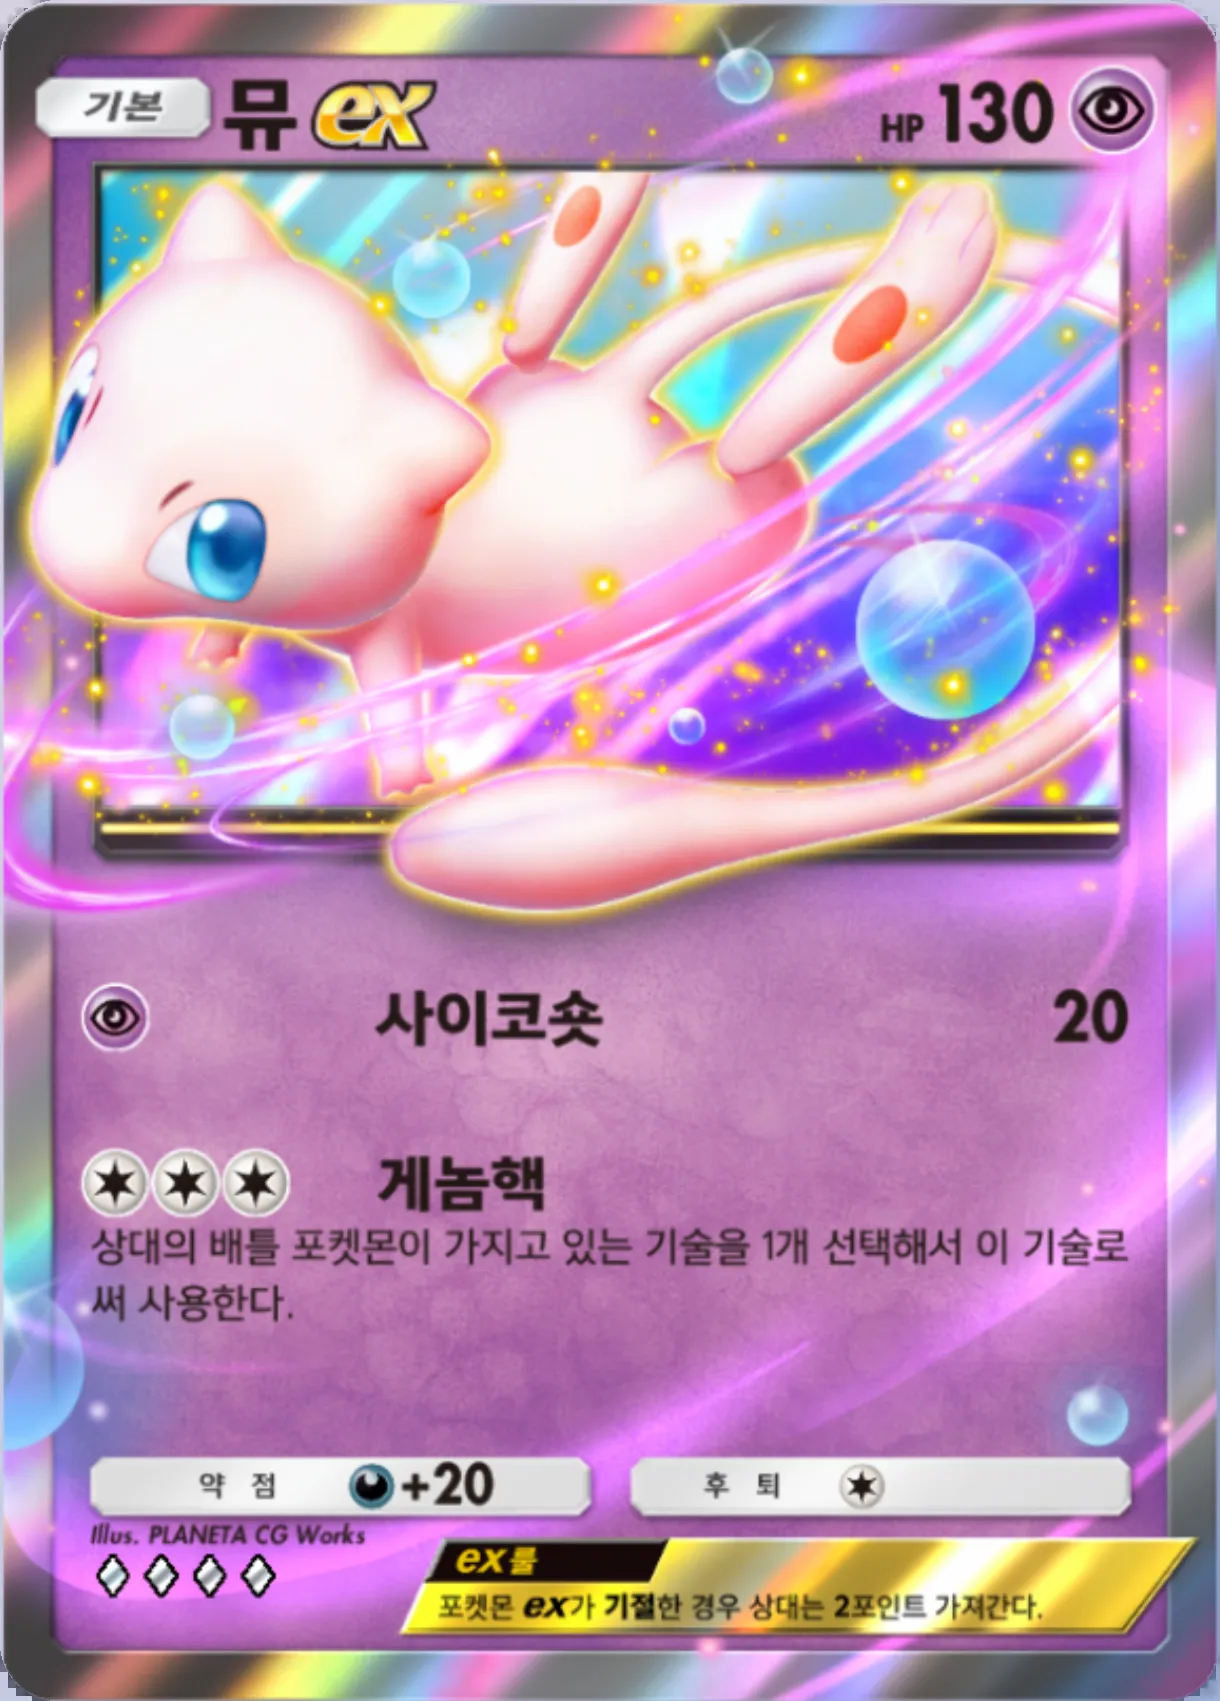 기본 뮤 ex HP 130
사이코숏 20
게놈핵
상대의 배틀 포켓몬이 가지고 있는 기술을 1개 선택해서 이 기술로
써 사용한다.
약 점 +20 후 퇴
Illus. PLANETA CG Works
ex룰
포켓몬 ex가 기절한 경우 상대는 2포인트 가져간다.